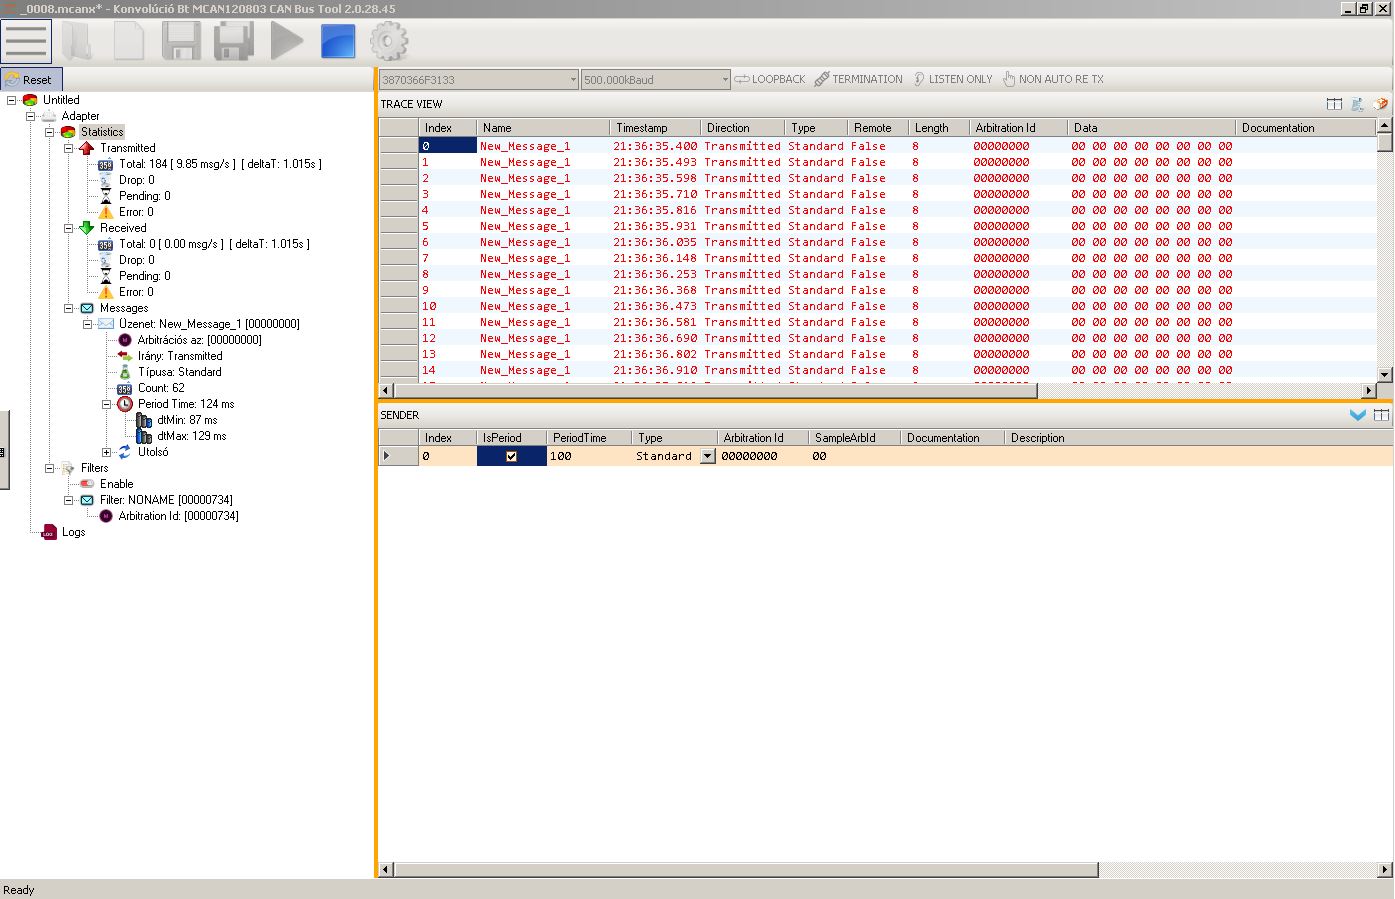 _0008.mcanx* - Konvolúció Bt MCAN120803 CAN Bus Tool 2.0.28.45
Reset
Untitled
Adapter
Statistics
Transmitted
Total: 184 [ 9.85 msg/s ] [ deltaT: 1.015s ]
Drop: 0
Pending: 0
Error: 0
Received
Total: 0 [ 0.00 msg/s ] [ deltaT: 1.015s ]
Drop: 0
Pending: 0
Error: 0
Messages
Üzenet: New_Message_1 [00000000]
Arbitrációs az: [00000000]
Irány: Transmitted
Típusa: Standard
Count: 62
Period Time: 124 ms
dtMin: 87 ms
dtMax: 129 ms
Utolsó
Filters
Enable
Filter: NONAME [00000734]
Arbitration Id: [00000734]
Logs
3870366F3133 500.000kBaud LOOPBACK TERMINATION LISTEN ONLY NON AUTO RE TX
TRACE VIEW
Index Name Timestamp Direction Type Remote Length Arbitration Id Data Documentation
0 New_Message_1 21:36:35.400 Transmitted Standard False 8 00000000 00 00 00 00 00 00 00 00
1 New_Message_1 21:36:35.493 Transmitted Standard False 8 00000000 00 00 00 00 00 00 00 00
2 New_Message_1 21:36:35.598 Transmitted Standard False 8 00000000 00 00 00 00 00 00 00 00
3 New_Message_1 21:36:35.710 Transmitted Standard False 8 00000000 00 00 00 00 00 00 00 00
4 New_Message_1 21:36:35.816 Transmitted Standard False 8 00000000 00 00 00 00 00 00 00 00
5 New_Message_1 21:36:35.931 Transmitted Standard False 8 00000000 00 00 00 00 00 00 00 00
6 New_Message_1 21:36:36.035 Transmitted Standard False 8 00000000 00 00 00 00 00 00 00 00
7 New_Message_1 21:36:36.148 Transmitted Standard False 8 00000000 00 00 00 00 00 00 00 00
8 New_Message_1 21:36:36.253 Transmitted Standard False 8 00000000 00 00 00 00 00 00 00 00
9 New_Message_1 21:36:36.368 Transmitted Standard False 8 00000000 00 00 00 00 00 00 00 00
10 New_Message_1 21:36:36.473 Transmitted Standard False 8 00000000 00 00 00 00 00 00 00 00
11 New_Message_1 21:36:36.581 Transmitted Standard False 8 00000000 00 00 00 00 00 00 00 00
12 New_Message_1 21:36:36.690 Transmitted Standard False 8 00000000 00 00 00 00 00 00 00 00
13 New_Message_1 21:36:36.802 Transmitted Standard False 8 00000000 00 00 00 00 00 00 00 00
14 New_Message_1 21:36:36.910 Transmitted Standard False 8 00000000 00 00 00 00 00 00 00 00
SENDER
Index IsPeriod PeriodTime Type Arbitration Id SampleArbId Documentation Description
0 100 Standard 00000000 00
Ready